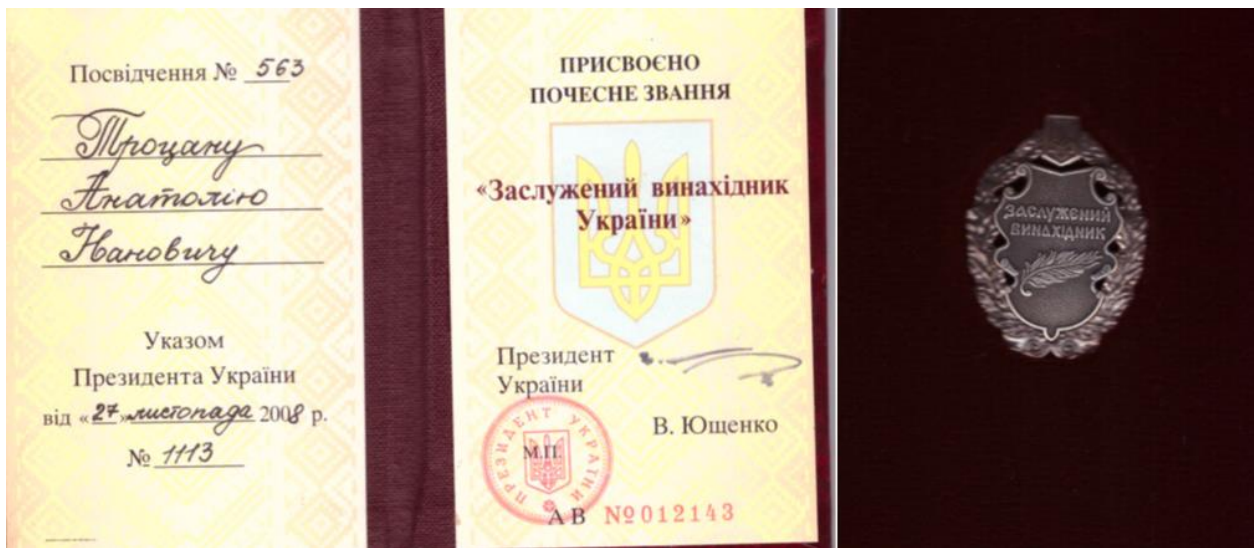 Посвідчення № 563
Троцану
Анатолію
Івановичу
Указом
Президента України
від «27» листопада 2008 р.
№ 1113
ПРИСВОЄНО
ПОЧЕСНЕ ЗВАННЯ
«Заслужений винахідник
України»
Президент
України
В. Ющенко
ПРЕЗИДЕНТ УКРАЇНИ
М.П.
А В №012143
ЗАСЛУЖЕНИЙ
ВИНАХІДНИК